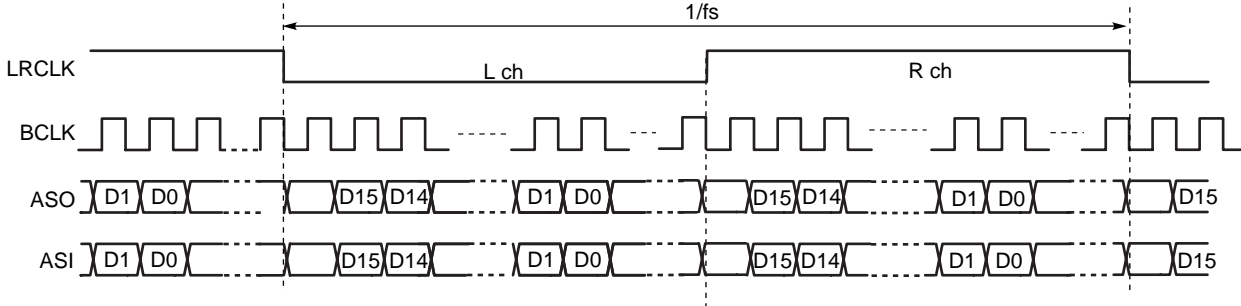 1/fs
LRCLK L ch R ch
BCLK
ASO D1 D0 D15 D14 D1 D0 D15 D14 D1 D0 D15
ASI D1 D0 D15 D14 D1 D0 D15 D14 D1 D0 D15